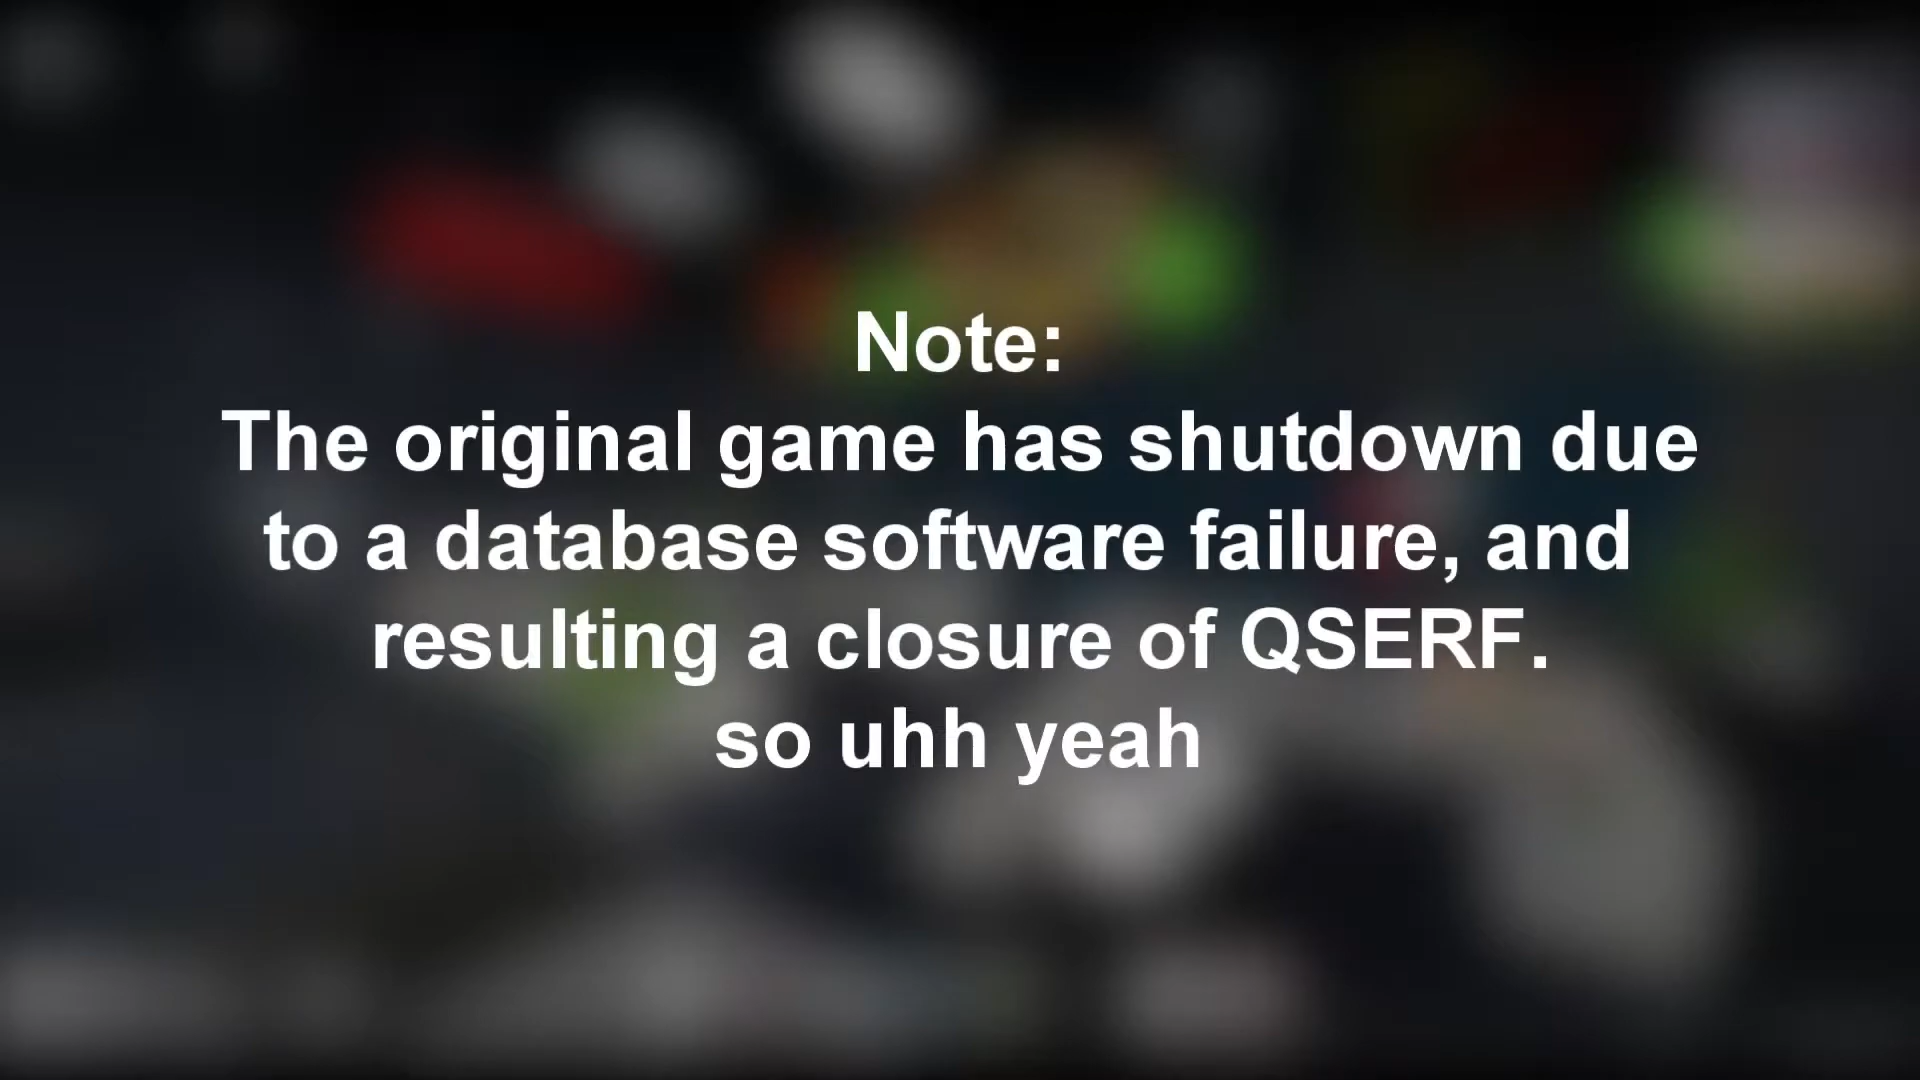 Note:
The original game has shutdown due
to a database software failure, and
resulting a closure of QSERF.
so uhh yeah